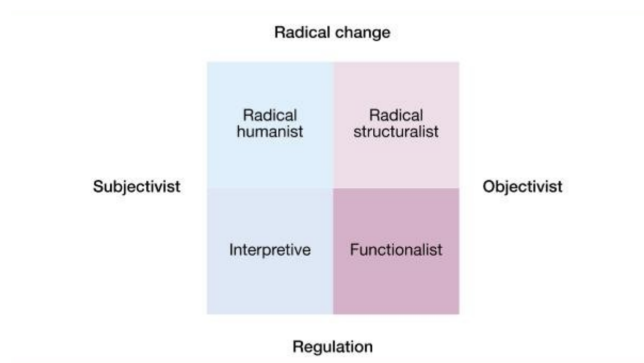 Radical change
Radical
humanist
Radical
structuralist
Subjectivist
Objectivist
Interpretive
Functionalist
Regulation